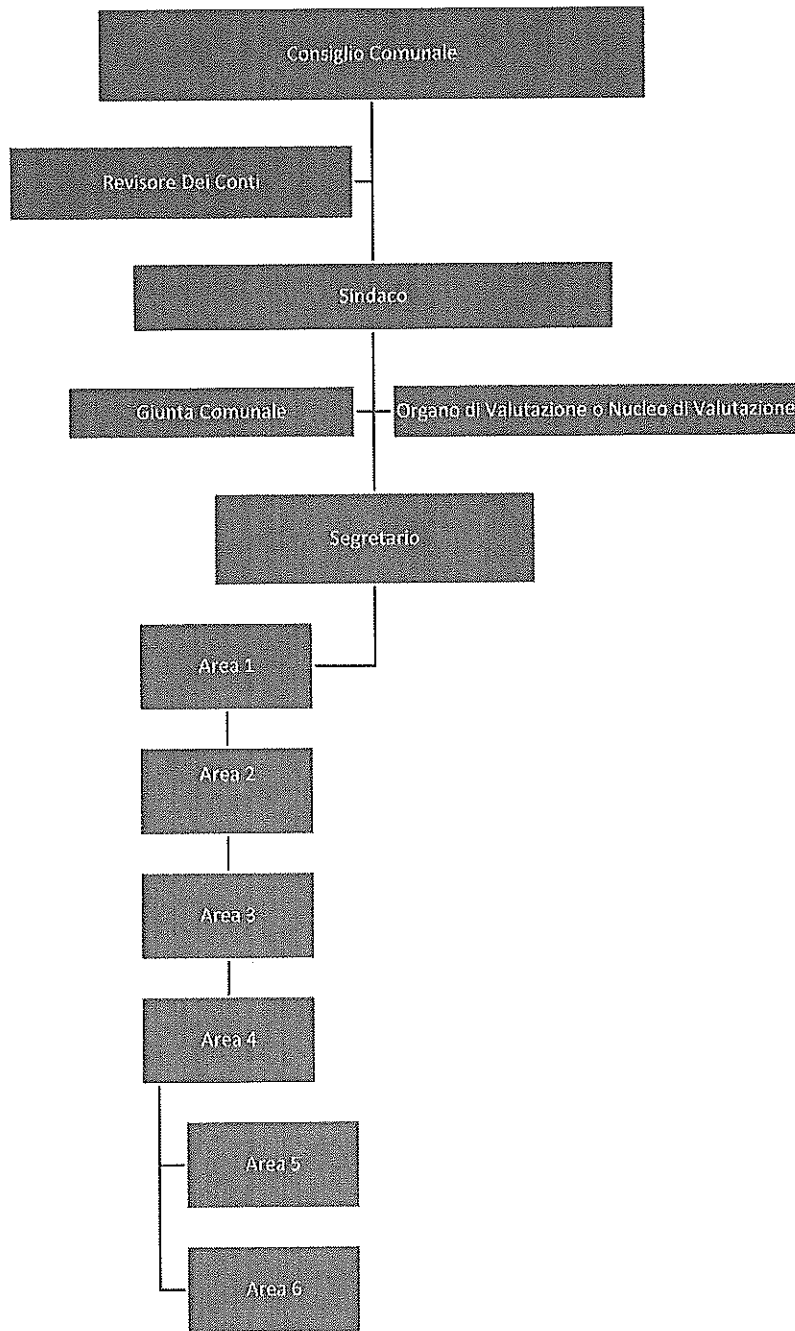 Consiglio Comunale
Revisore Dei Conti
Sindaco
Giunta Comunale
Organo di Valutazione o Nucleo di Valutazione
Segretario
Area 1
Area 2
Area 3
Area 4
Area 5
Area 6